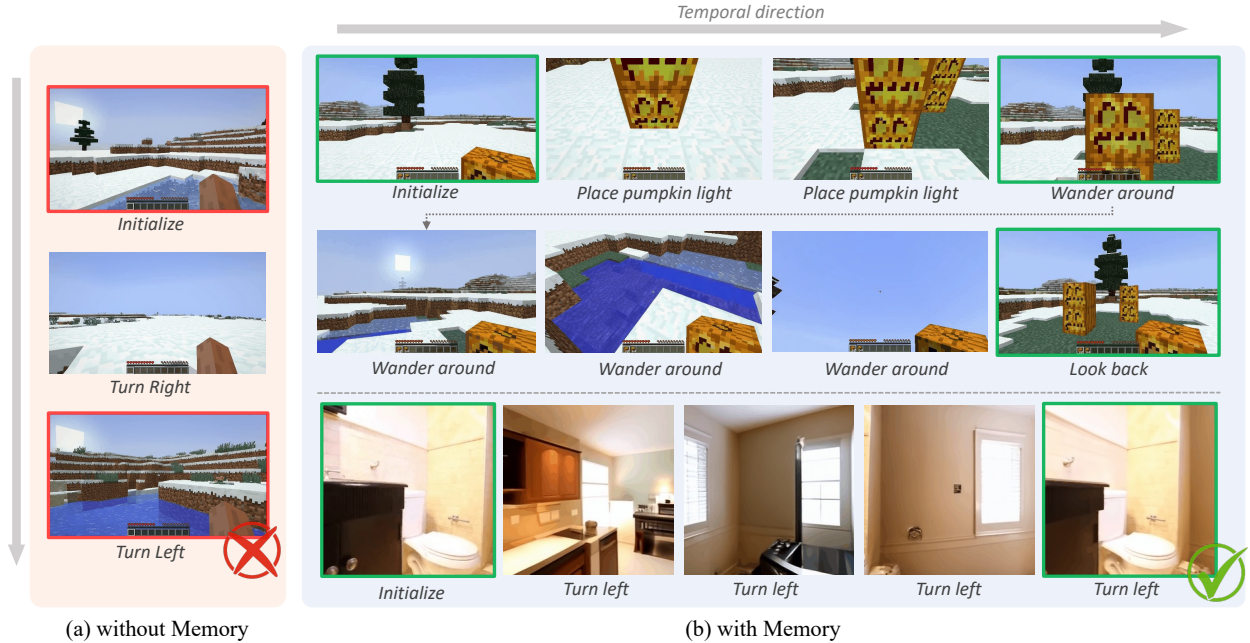 Temporal direction
Initialize
Turn Right
Turn Left
(a) without Memory
Initialize
Place pumpkin light
Place pumpkin light
Wander around
Wander around
Wander around
Wander around
Look back
Initialize
Turn left
Turn left
Turn left
Turn left
(b) with Memory